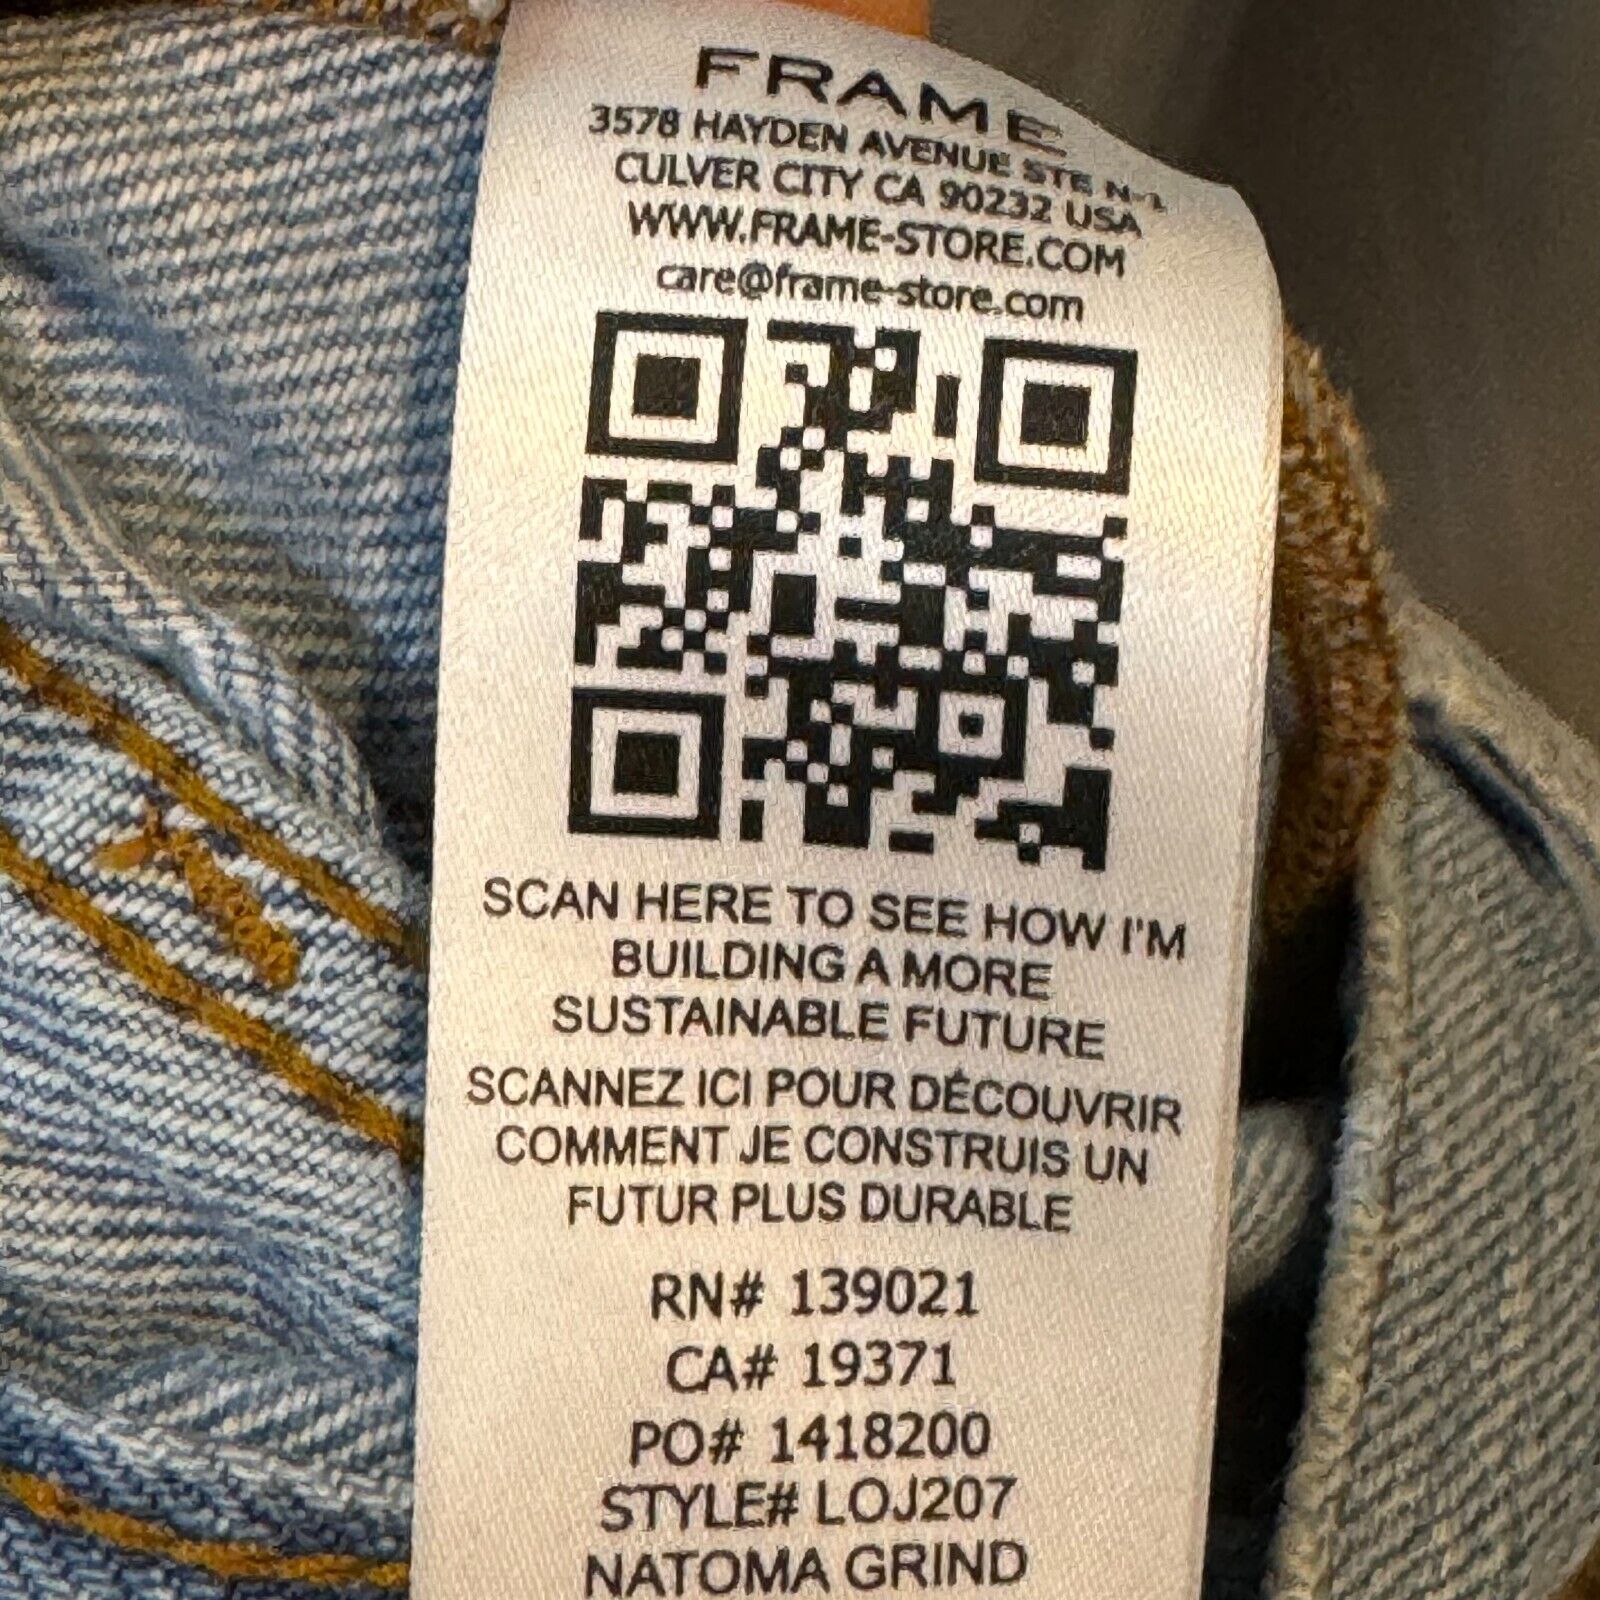 FRAME
3578 HAYDEN AVENUE STE N-1
CULVER CITY CA 90232 USA
WWW.FRAME-STORE.COM
care@frame-store.com
SCAN HERE TO SEE HOW I'M
BUILDING A MORE
SUSTAINABLE FUTURE
SCANNEZ ICI POUR DÉCOUVRIR
COMMENT JE CONSTRUIS UN
FUTUR PLUS DURABLE
RN# 139021
CA# 19371
PO# 1418200
STYLE# LOJ207
NATOMA GRIND